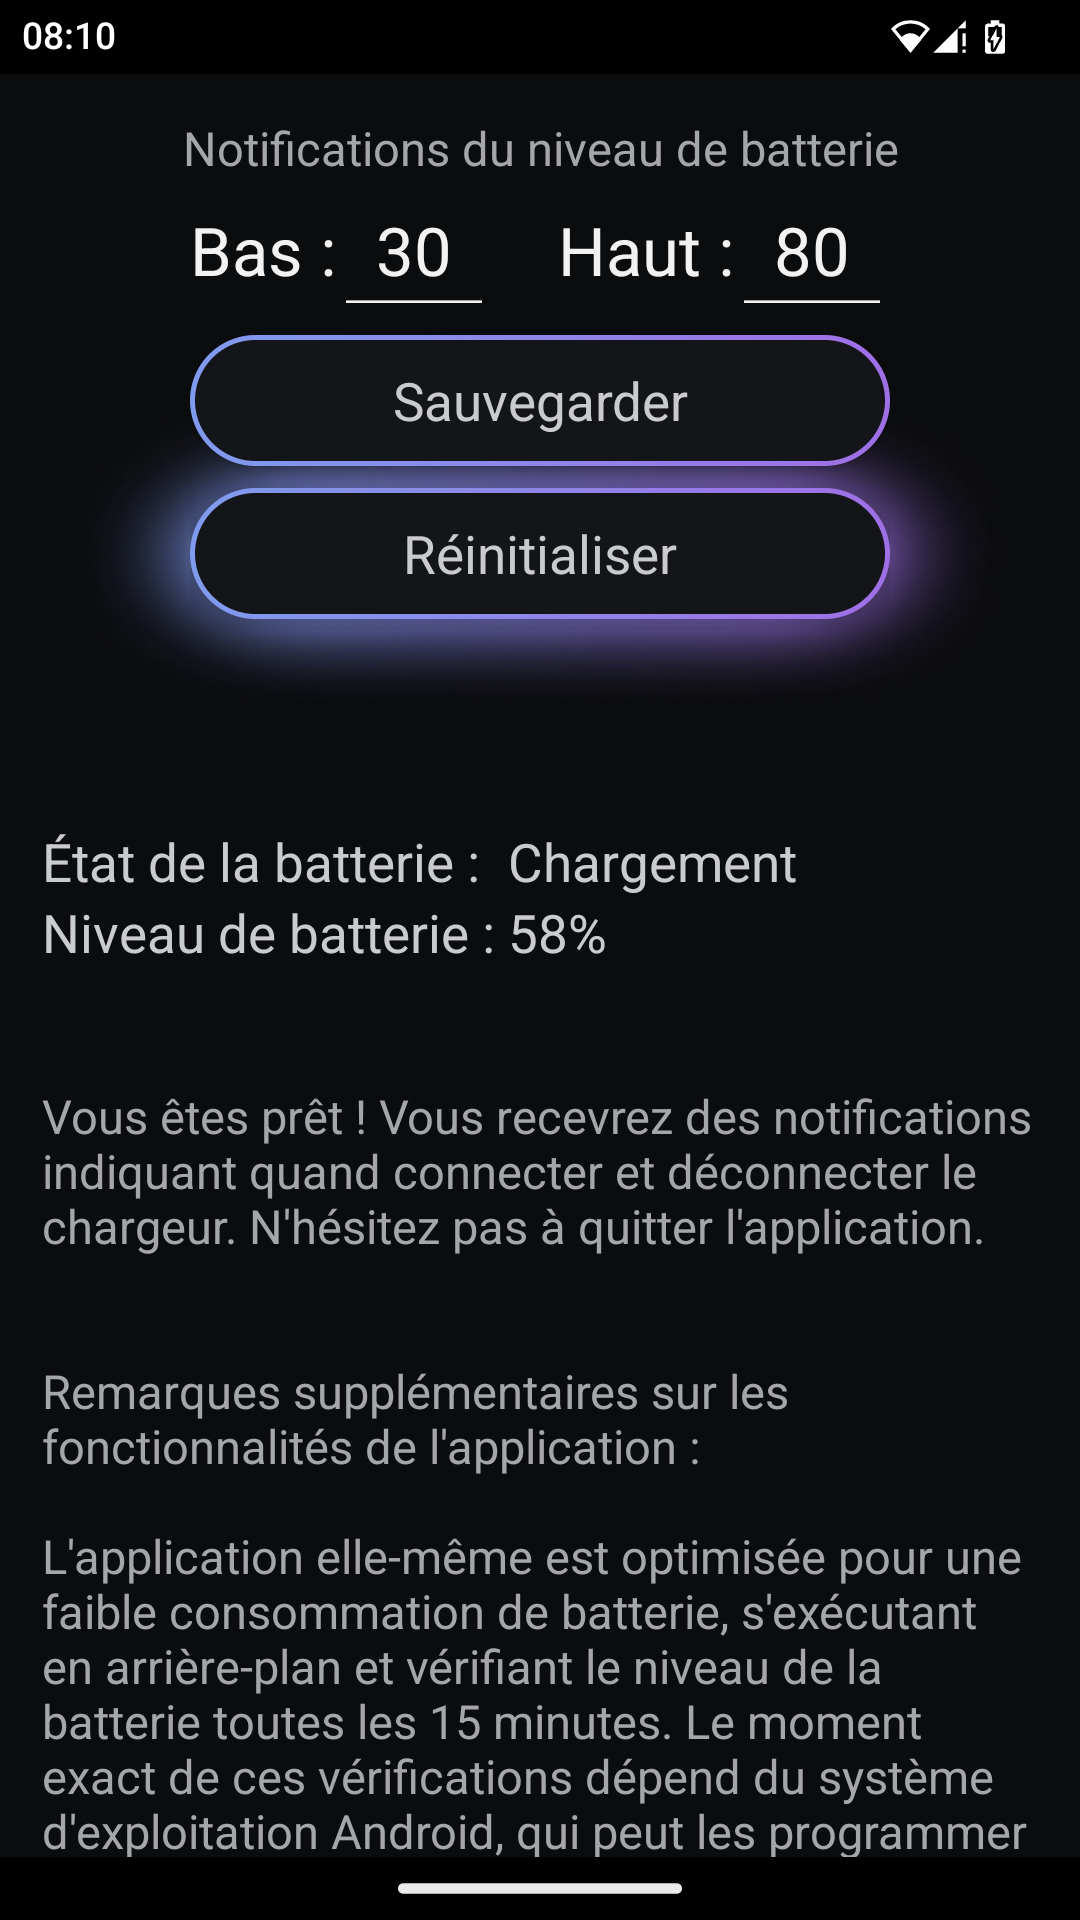 08:10
Notifications du niveau de batterie
Bas : 30 Haut : 80
Sauvegarder
Réinitialiser
État de la batterie : Chargement
Niveau de batterie : 58%
Vous êtes prêt ! Vous recevrez des notifications
indiquant quand connecter et déconnecter le
chargeur. N'hésitez pas à quitter l'application.
Remarques supplémentaires sur les
fonctionnalités de l'application :
L'application elle-même est optimisée pour une
faible consommation de batterie, s'exécutant
en arrière-plan et vérifiant le niveau de la
batterie toutes les 15 minutes. Le moment
exact de ces vérifications dépend du système
d'exploitation Android, qui peut les programmer